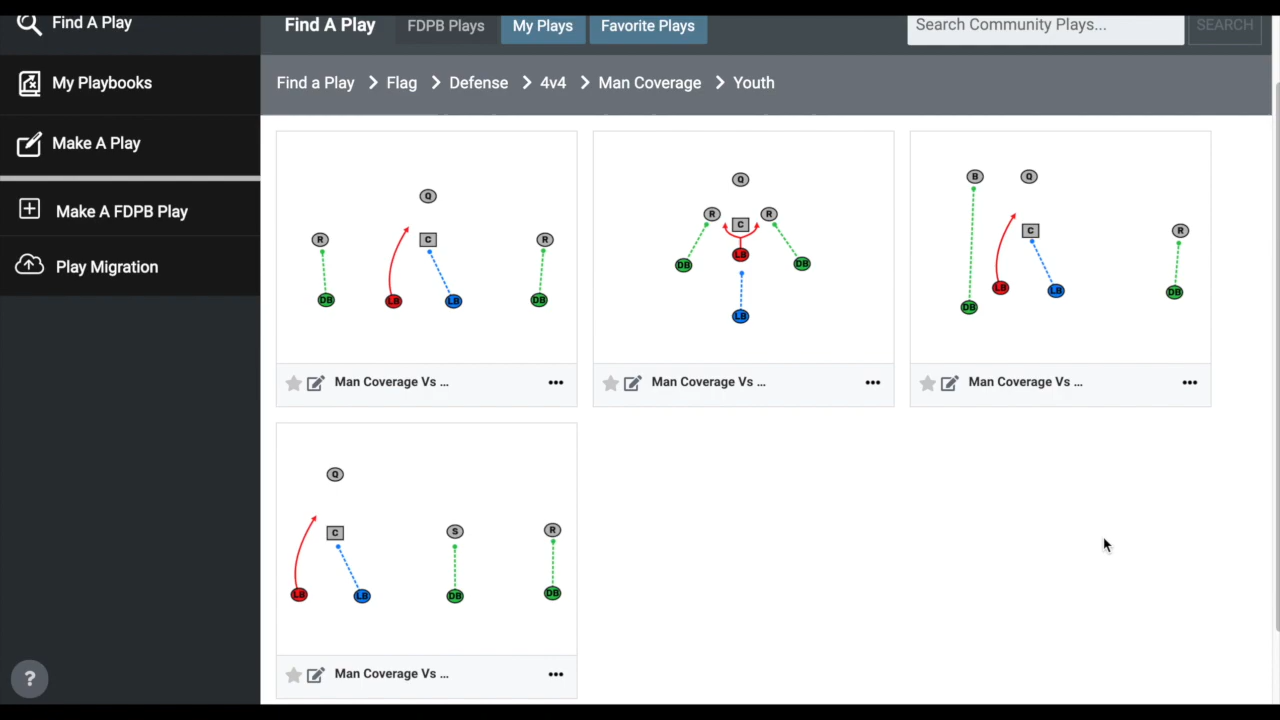 Find A Play
My Playbooks
Make A Play
Make A FDPB Play
Play Migration
?
Find A Play FDPB Plays My Plays Favorite Plays Search Community Plays... SEARCH
Find a Play > Flag > Defense > 4v4 > Man Coverage > Youth
Q
R C R
DB LB LB DB
Man Coverage Vs ... •••
Q
R C R
DB LB DB
LB
Man Coverage Vs ... •••
B Q
C R
DB LB LB DB
Man Coverage Vs ... •••
Q
C S R
LB LB DB DB
Man Coverage Vs ... •••